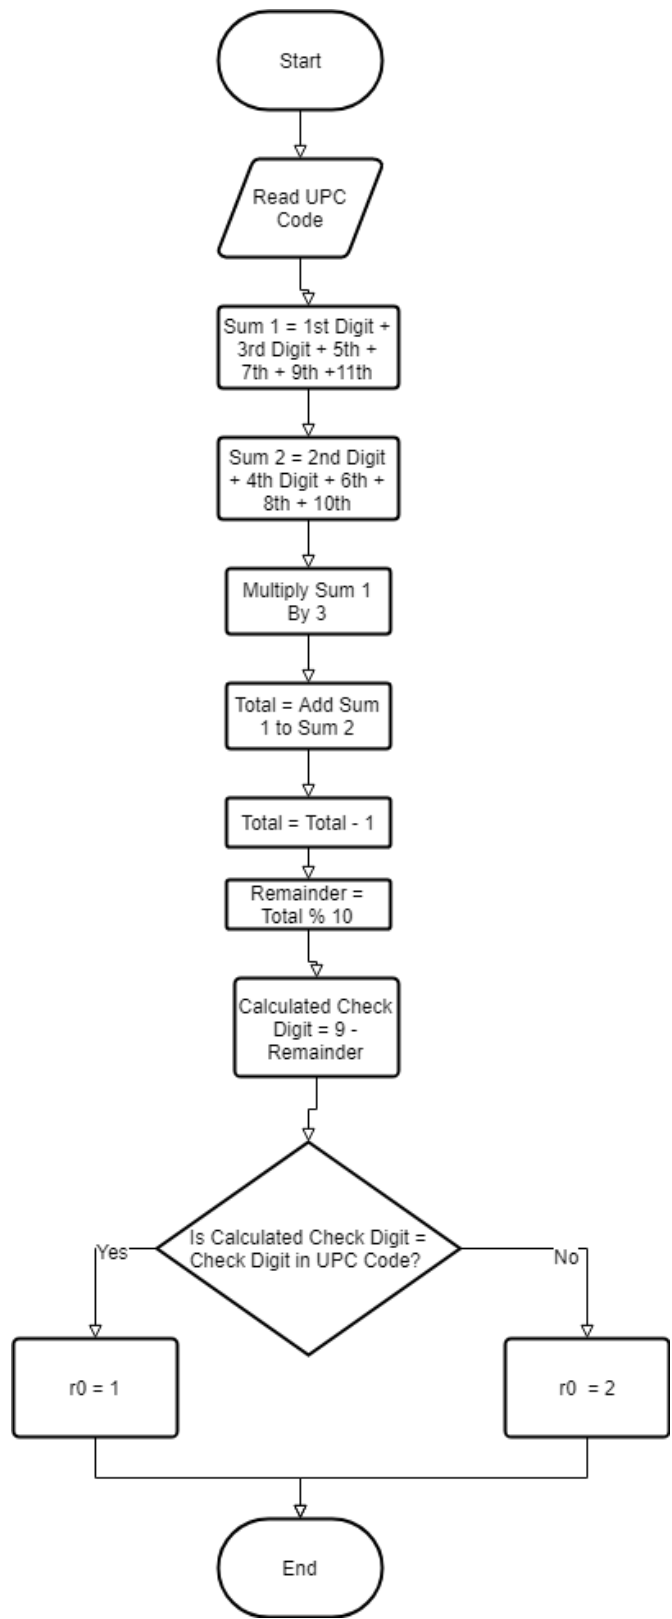 Start
Read UPC
Code
Sum 1 = 1st Digit +
3rd Digit + 5th +
7th + 9th +11th
Sum 2 = 2nd Digit
+ 4th Digit + 6th +
8th + 10th
Multiply Sum 1
By 3
Total = Add Sum
1 to Sum 2
Total = Total - 1
Remainder =
Total % 10
Calculated Check
Digit = 9 -
Remainder
Is Calculated Check Digit =
Check Digit in UPC Code?
Yes
No
r0 = 1
r0 = 2
End